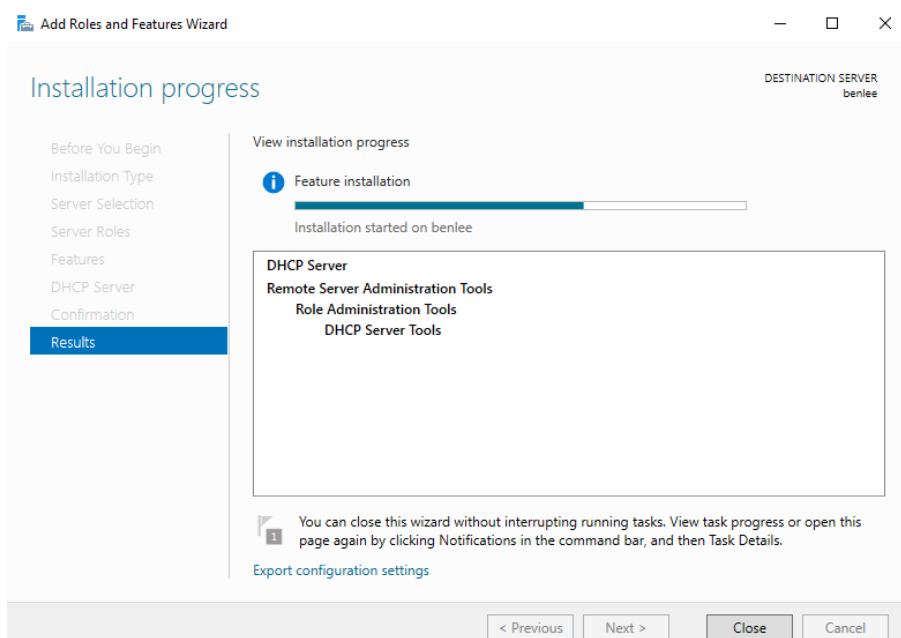 Add Roles and Features Wizard
Installation progress
DESTINATION SERVER
benlee
Before You Begin
Installation Type
Server Selection
Server Roles
Features
DHCP Server
Confirmation
Results
View installation progress
Feature installation
Installation started on benlee
DHCP Server
Remote Server Administration Tools
Role Administration Tools
DHCP Server Tools
1
You can close this wizard without interrupting running tasks. View task progress or open this
page again by clicking Notifications in the command bar, and then Task Details.
Export configuration settings
< Previous
Next >
Close
Cancel